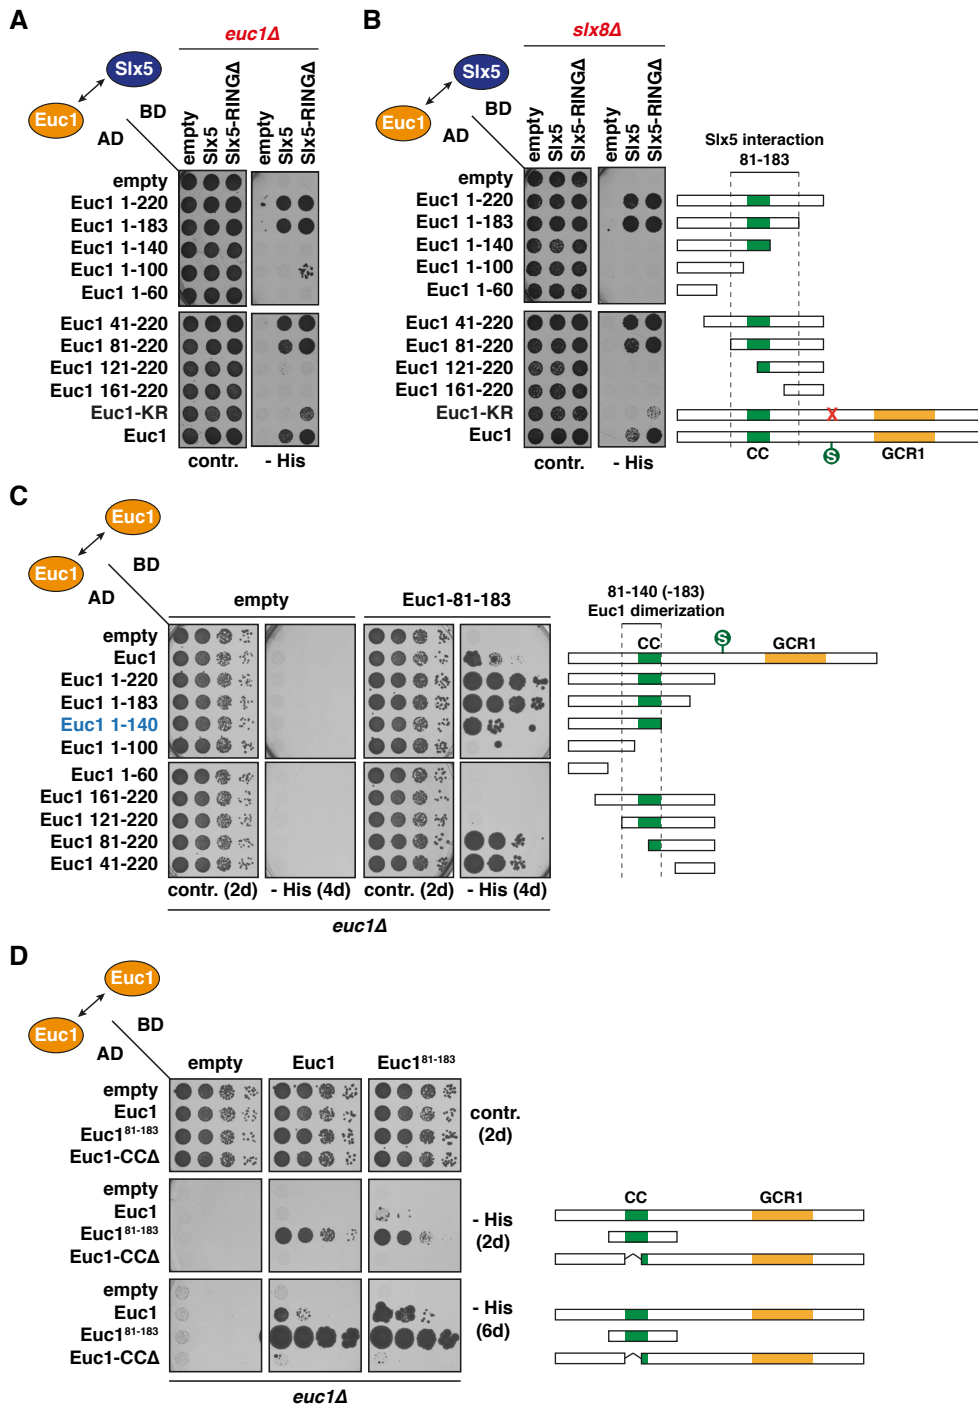 A
euc1Δ
Slx5
Euc1
BD
AD
empty
Slx5
Slx5-RINGΔ
empty
Slx5
Slx5-RINGΔ
empty
Euc1 1-220
Euc1 1-183
Euc1 1-140
Euc1 1-100
Euc1 1-60
Euc1 41-220
Euc1 81-220
Euc1 121-220
Euc1 161-220
Euc1-KR
Euc1
contr.
- His
B
slx8Δ
Slx5
Euc1
BD
AD
empty
Slx5
Slx5-RINGΔ
empty
Slx5
Slx5-RINGΔ
Slx5 interaction
81-183
empty
Euc1 1-220
Euc1 1-183
Euc1 1-140
Euc1 1-100
Euc1 1-60
Euc1 41-220
Euc1 81-220
Euc1 121-220
Euc1 161-220
Euc1-KR
X
Euc1
CC
S
GCR1
contr.
- His
C
Euc1
Euc1
BD
AD
empty
Euc1-81-183
81-140 (-183)
Euc1 dimerization
CC
S
GCR1
empty
Euc1
Euc1 1-220
Euc1 1-183
Euc1 1-140
Euc1 1-100
Euc1 1-60
Euc1 161-220
Euc1 121-220
Euc1 81-220
Euc1 41-220
contr. (2d)
- His (4d)
contr. (2d)
- His (4d)
euc1Δ
D
Euc1
Euc1
BD
AD
empty
Euc1
Euc1⁸¹⁻¹⁸³
empty
Euc1
Euc1⁸¹⁻¹⁸³
Euc1-CCΔ
contr.
(2d)
empty
Euc1
Euc1⁸¹⁻¹⁸³
Euc1-CCΔ
- His
(2d)
CC
GCR1
empty
Euc1
Euc1⁸¹⁻¹⁸³
Euc1-CCΔ
- His
(6d)
euc1Δ